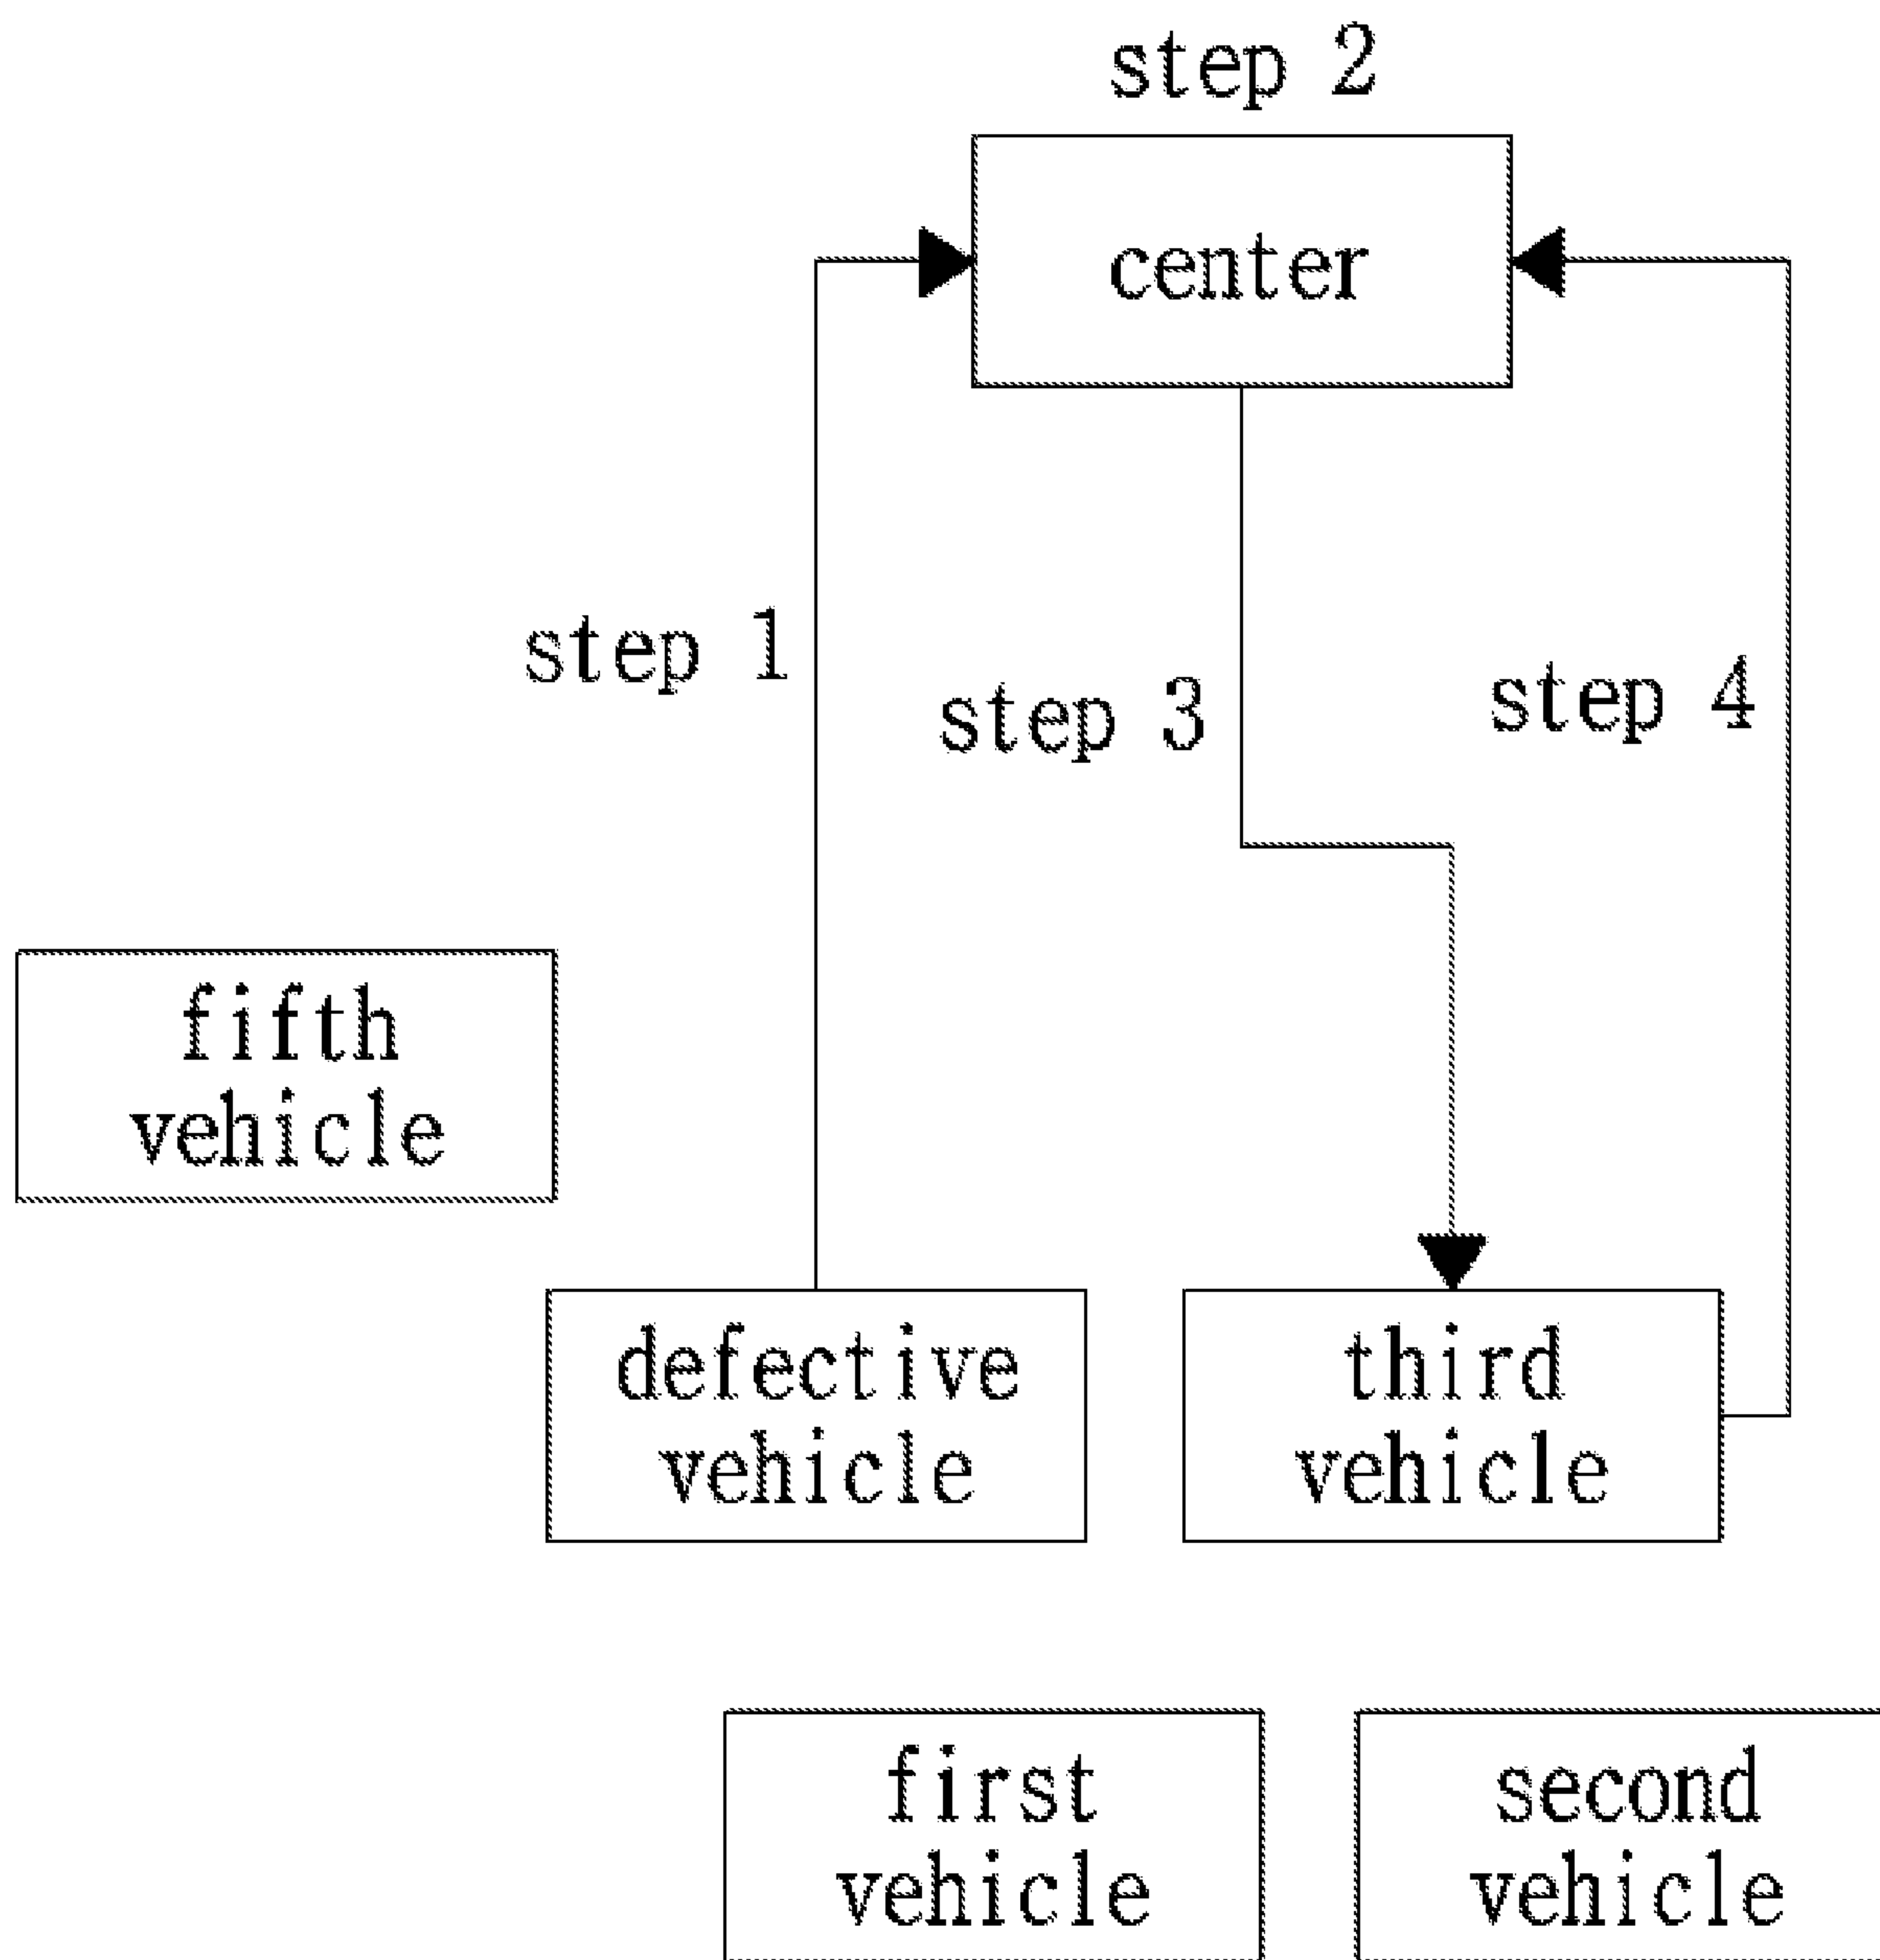 step 2
center
step 1
step 3
step 4
fifth
vehicle
defective
vehicle
third
vehicle
first
vehicle
second
vehicle